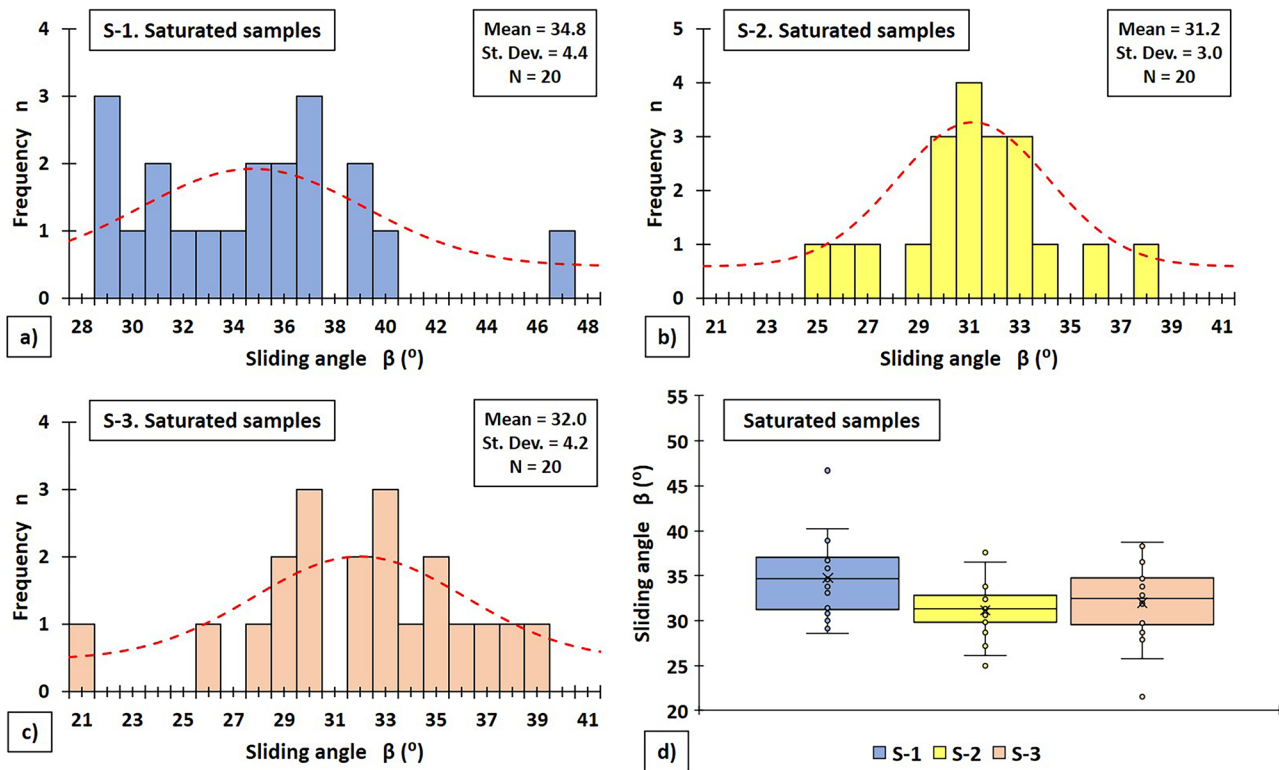 S-1. Saturated samples
Mean = 34.8
St. Dev. = 4.4
N = 20
Frequency n
4
3
2
1
0
28 30 32 34 36 38 40 42 44 46 48
Sliding angle β (⁰)
a)
S-2. Saturated samples
Mean = 31.2
St. Dev. = 3.0
N = 20
Frequency n
5
4
3
2
1
0
21 23 25 27 29 31 33 35 37 39 41
Sliding angle β (⁰)
b)
S-3. Saturated samples
Mean = 32.0
St. Dev. = 4.2
N = 20
Frequency n
4
3
2
1
0
21 23 25 27 29 31 33 35 37 39 41
Sliding angle β (⁰)
c)
Saturated samples
Sliding angle β (⁰)
55
50
45
40
35
30
25
20
d)
S-1 S-2 S-3